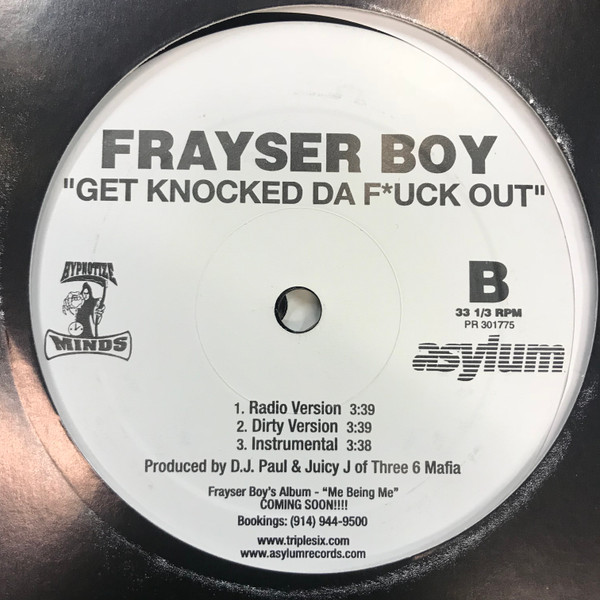 FRAYSER BOY
"GET KNOCKED DA F*UCK OUT"
HYPNOTIZE
MINDS
B
33 1/3 RPM
PR 301775
asylum
1. Radio Version 3:39
2. Dirty Version 3:39
3. Instrumental 3:38
Produced by D.J. Paul & Juicy J of Three 6 Mafia
Frayser Boy's Album - "Me Being Me"
COMING SOON!!!!
Bookings: (914) 944-9500
www.triplesix.com
www.asylumrecords.com